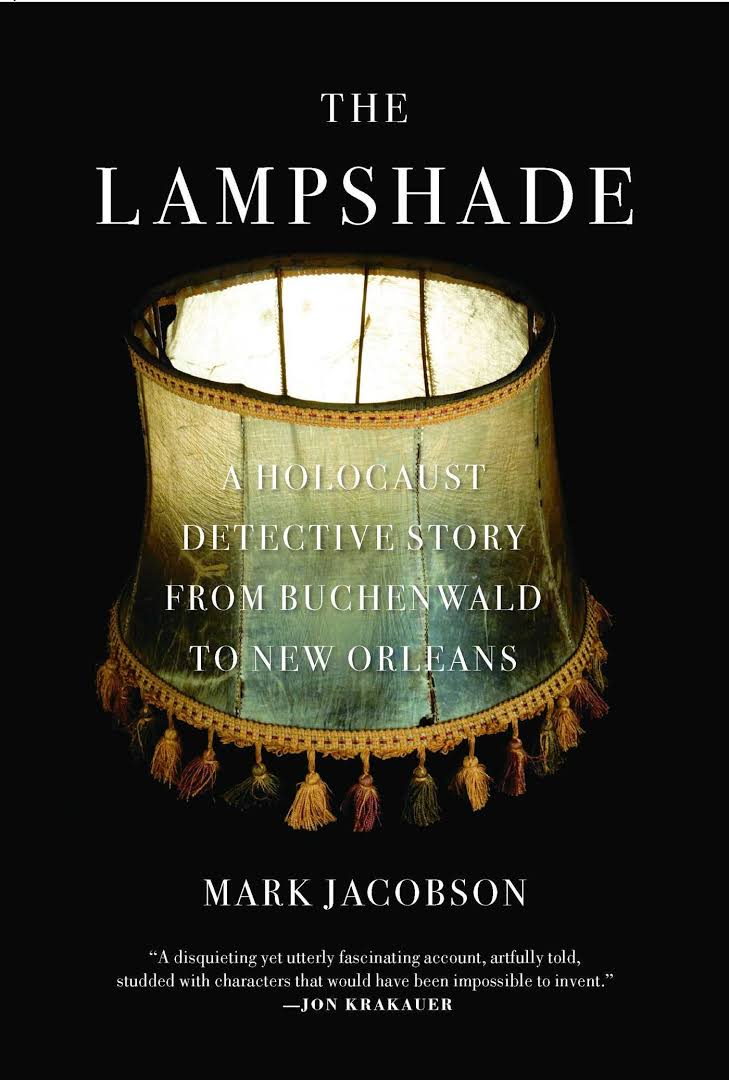 THE
LAMPSHADE
A HOLOCAUST
DETECTIVE STORY
FROM BUCHENWALD
TO NEW ORLEANS
MARK JACOBSON
“A disquieting yet utterly fascinating account, artfully told,
studded with characters that would have been impossible to invent.”
—JON KRAKAUER